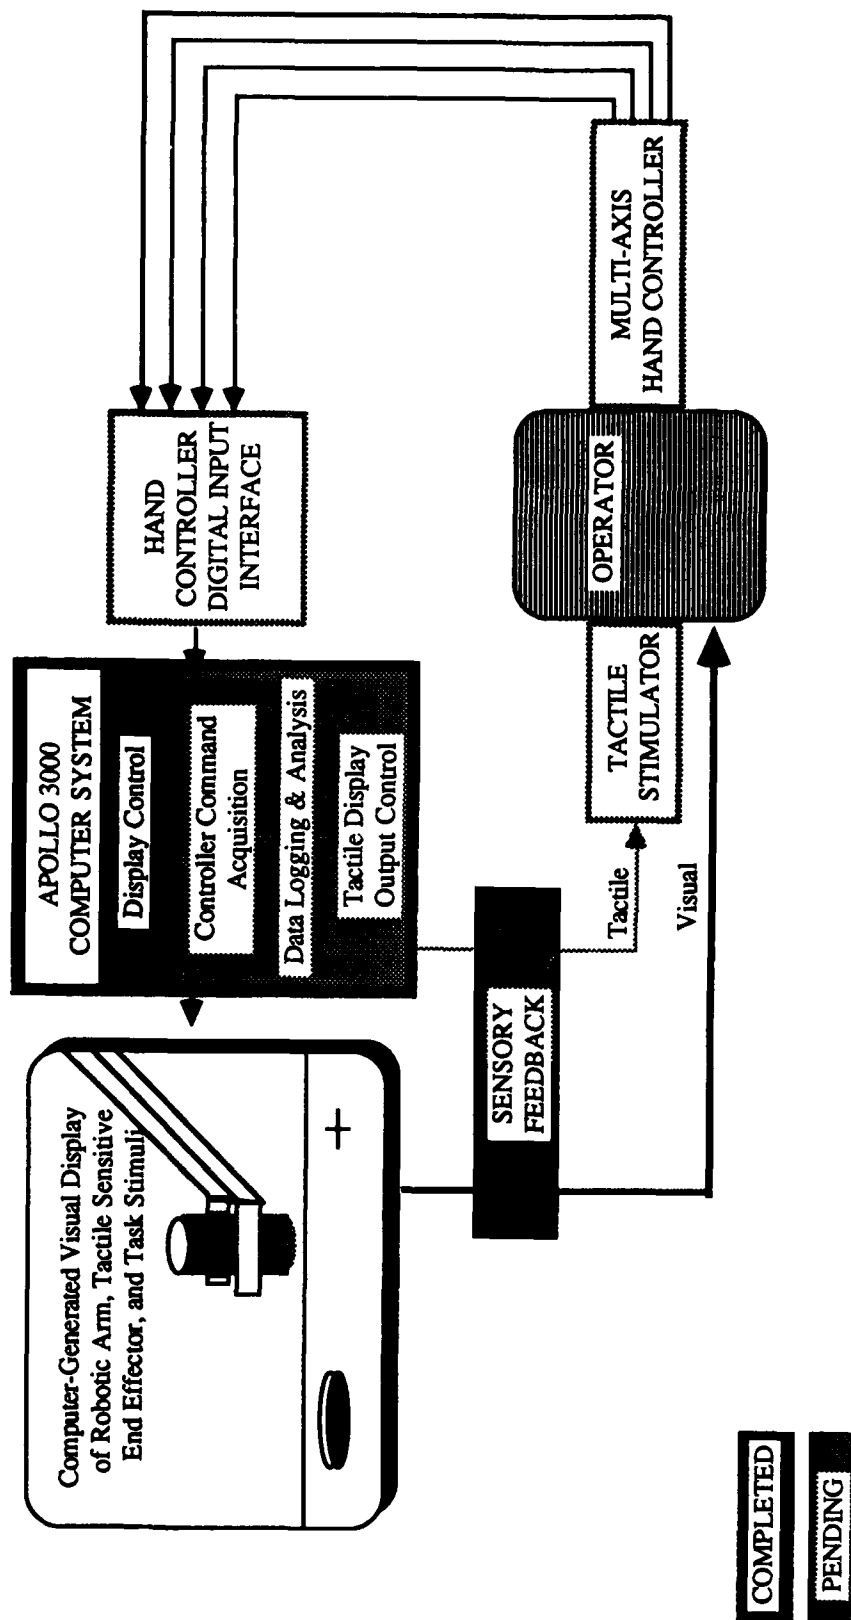 Computer-Generated Visual Display
of Robotic Arm, Tactile Sensitive
End Effector, and Task Stimuli
APOLLO 3000
COMPUTER SYSTEM
Display Control
Controller Command
Acquisition
Data Logging & Analysis
Tactile Display
Output Control
HAND
CONTROLLER
DIGITAL INPUT
INTERFACE
SENSORY
FEEDBACK
Tactile
Visual
TACTILE
STIMULATOR
OPERATOR
MULTI-AXIS
HAND CONTROLLER
COMPLETED
PENDING